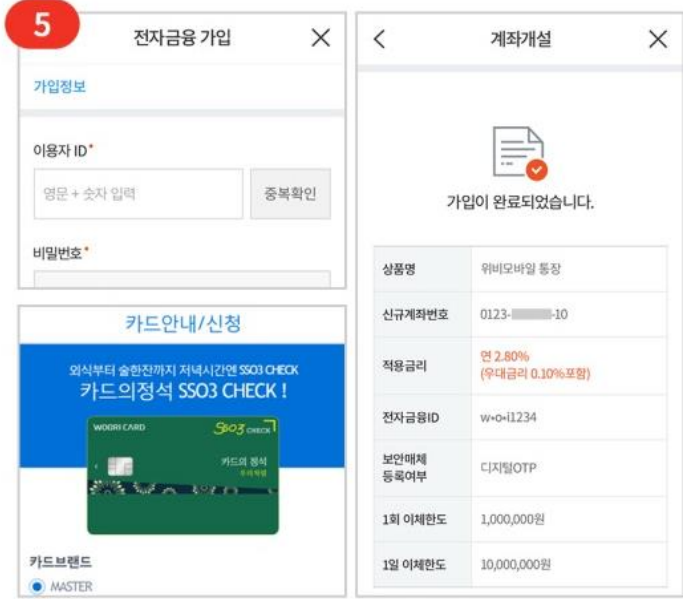 5
전자금융 가입
가입정보
이용자 ID*
영문 + 숫자 입력
중복확인
비밀번호*
카드안내/신청
외식부터 술한잔까지 저녁시간엔 SSO3 CHECK
카드의정석 SSO3 CHECK !
WOORI CARD
SSO3 CHECK
카드의 정석
카드브랜드
MASTER
계좌개설
가입이 완료되었습니다.
상품명 위비모바일 통장
신규계좌번호 0123- -10
적용금리 연 2.80%
(우대금리 0.10%포함)
전자금융ID w*o*i1234
보안매체
등록여부 디지털OTP
1회 이체한도 1,000,000원
1일 이체한도 10,000,000원